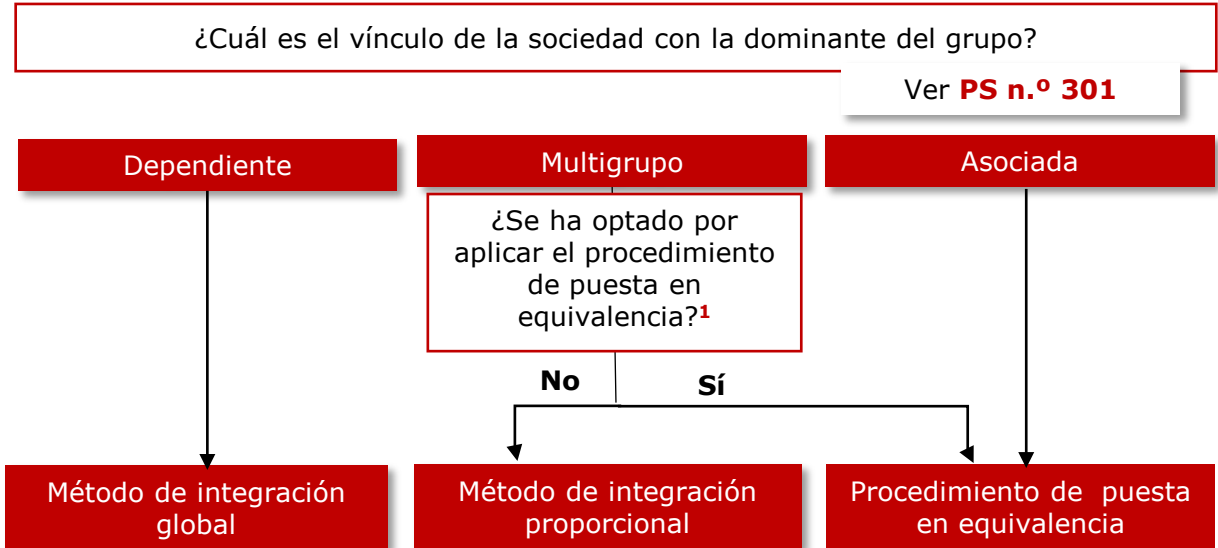 ¿Cuál es el vínculo de la sociedad con la dominante del grupo?
Ver PS n.º 301
Dependiente
Multigrupo
Asociada
¿Se ha optado por
aplicar el procedimiento
de puesta en
equivalencia?¹
No
Sí
Método de integración
global
Método de integración
proporcional
Procedimiento de puesta
en equivalencia